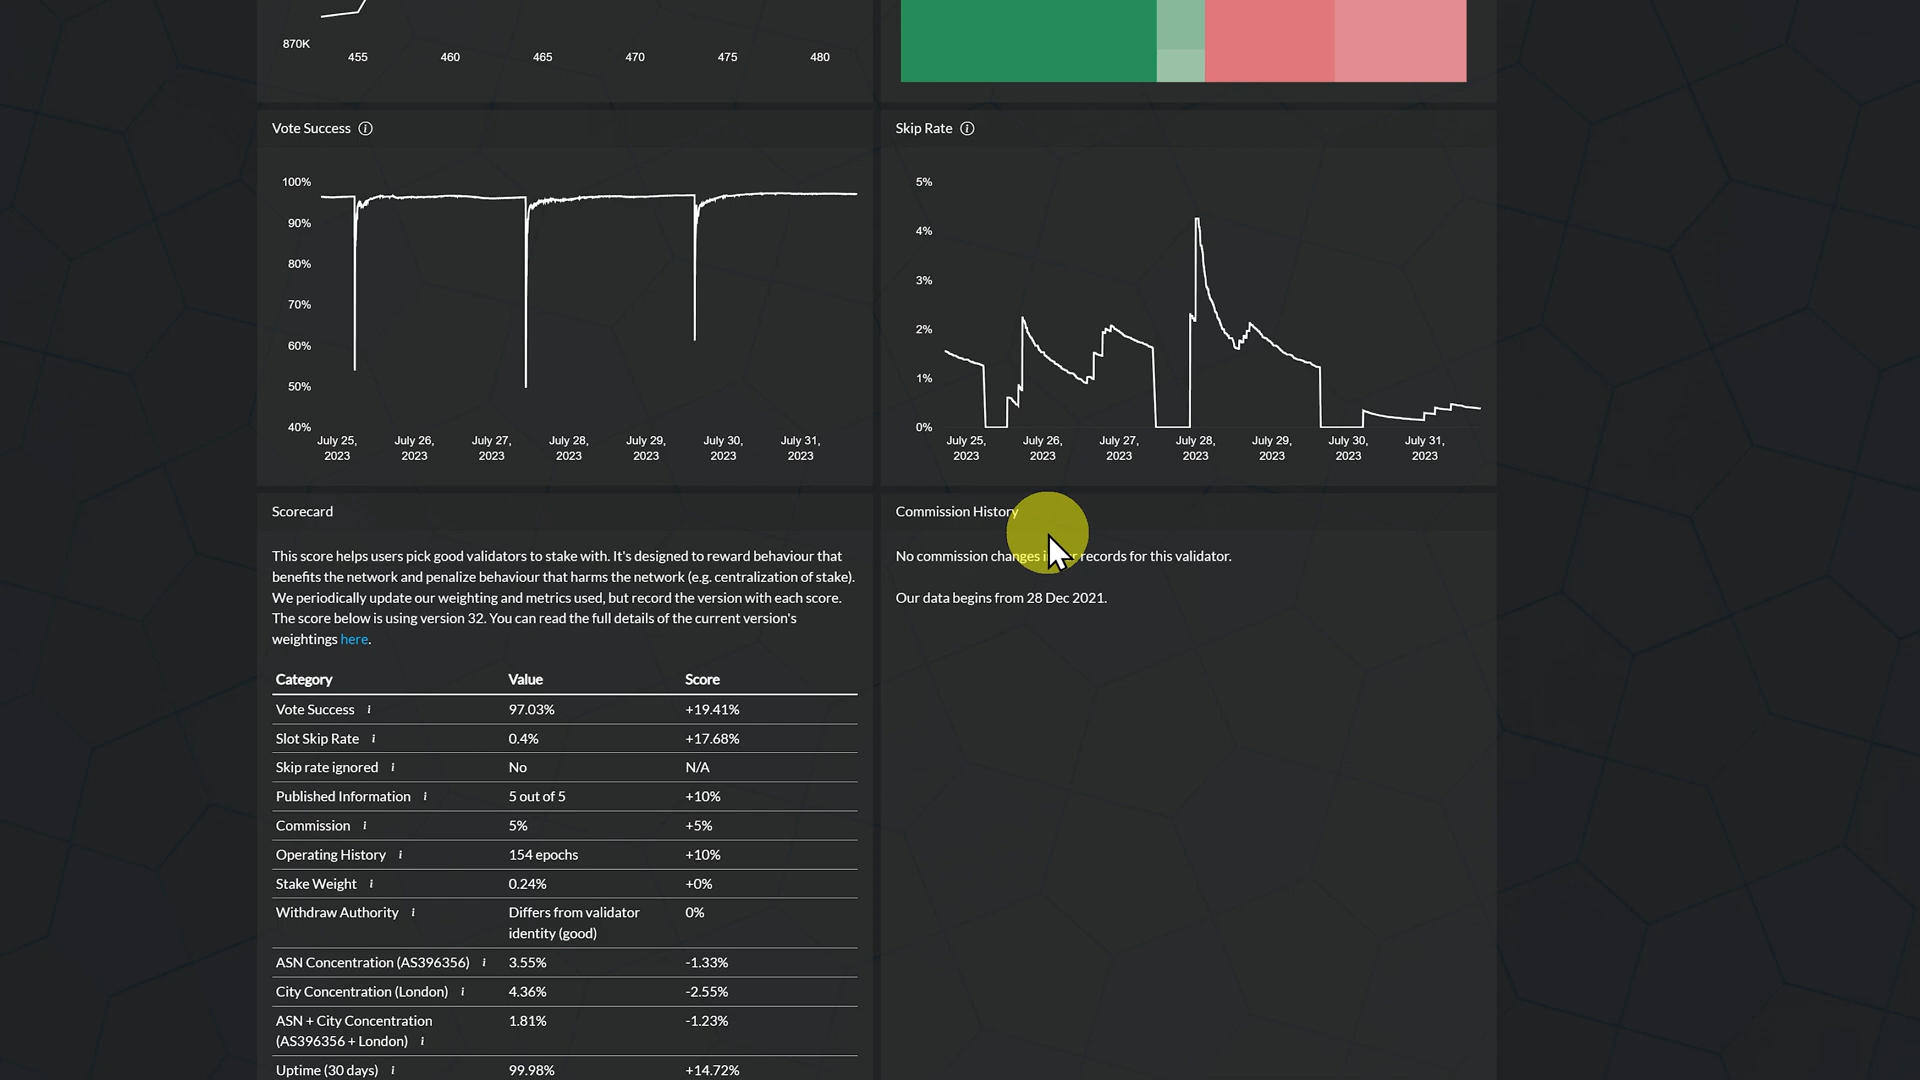 870K
455 460 465 470 475 480
Vote Success
100%
90%
80%
70%
60%
50%
40%
July 25, July 26, July 27, July 28, July 29, July 30, July 31,
2023 2023 2023 2023 2023 2023 2023
Skip Rate
5%
4%
3%
2%
1%
0%
July 25, July 26, July 27, July 28, July 29, July 30, July 31,
2023 2023 2023 2023 2023 2023 2023
Scorecard
This score helps users pick good validators to stake with. It's designed to reward behaviour that
benefits the network and penalize behaviour that harms the network (e.g. centralization of stake).
We periodically update our weighting and metrics used, but record the version with each score.
The score below is using version 32. You can read the full details of the current version's
weightings here.
Category Value Score
Vote Success i 97.03% +19.41%
Slot Skip Rate i 0.4% +17.68%
Skip rate ignored i No N/A
Published Information i 5 out of 5 +10%
Commission i 5% +5%
Operating History i 154 epochs +10%
Stake Weight i 0.24% +0%
Withdraw Authority i Differs from validator 0%
identity (good)
ASN Concentration (AS396356) i 3.55% -1.33%
City Concentration (London) i 4.36% -2.55%
ASN + City Concentration 1.81% -1.23%
(AS396356 + London) i
Uptime (30 days) i 99.98% +14.72%
Commission History
No commission changes records for this validator.
Our data begins from 28 Dec 2021.